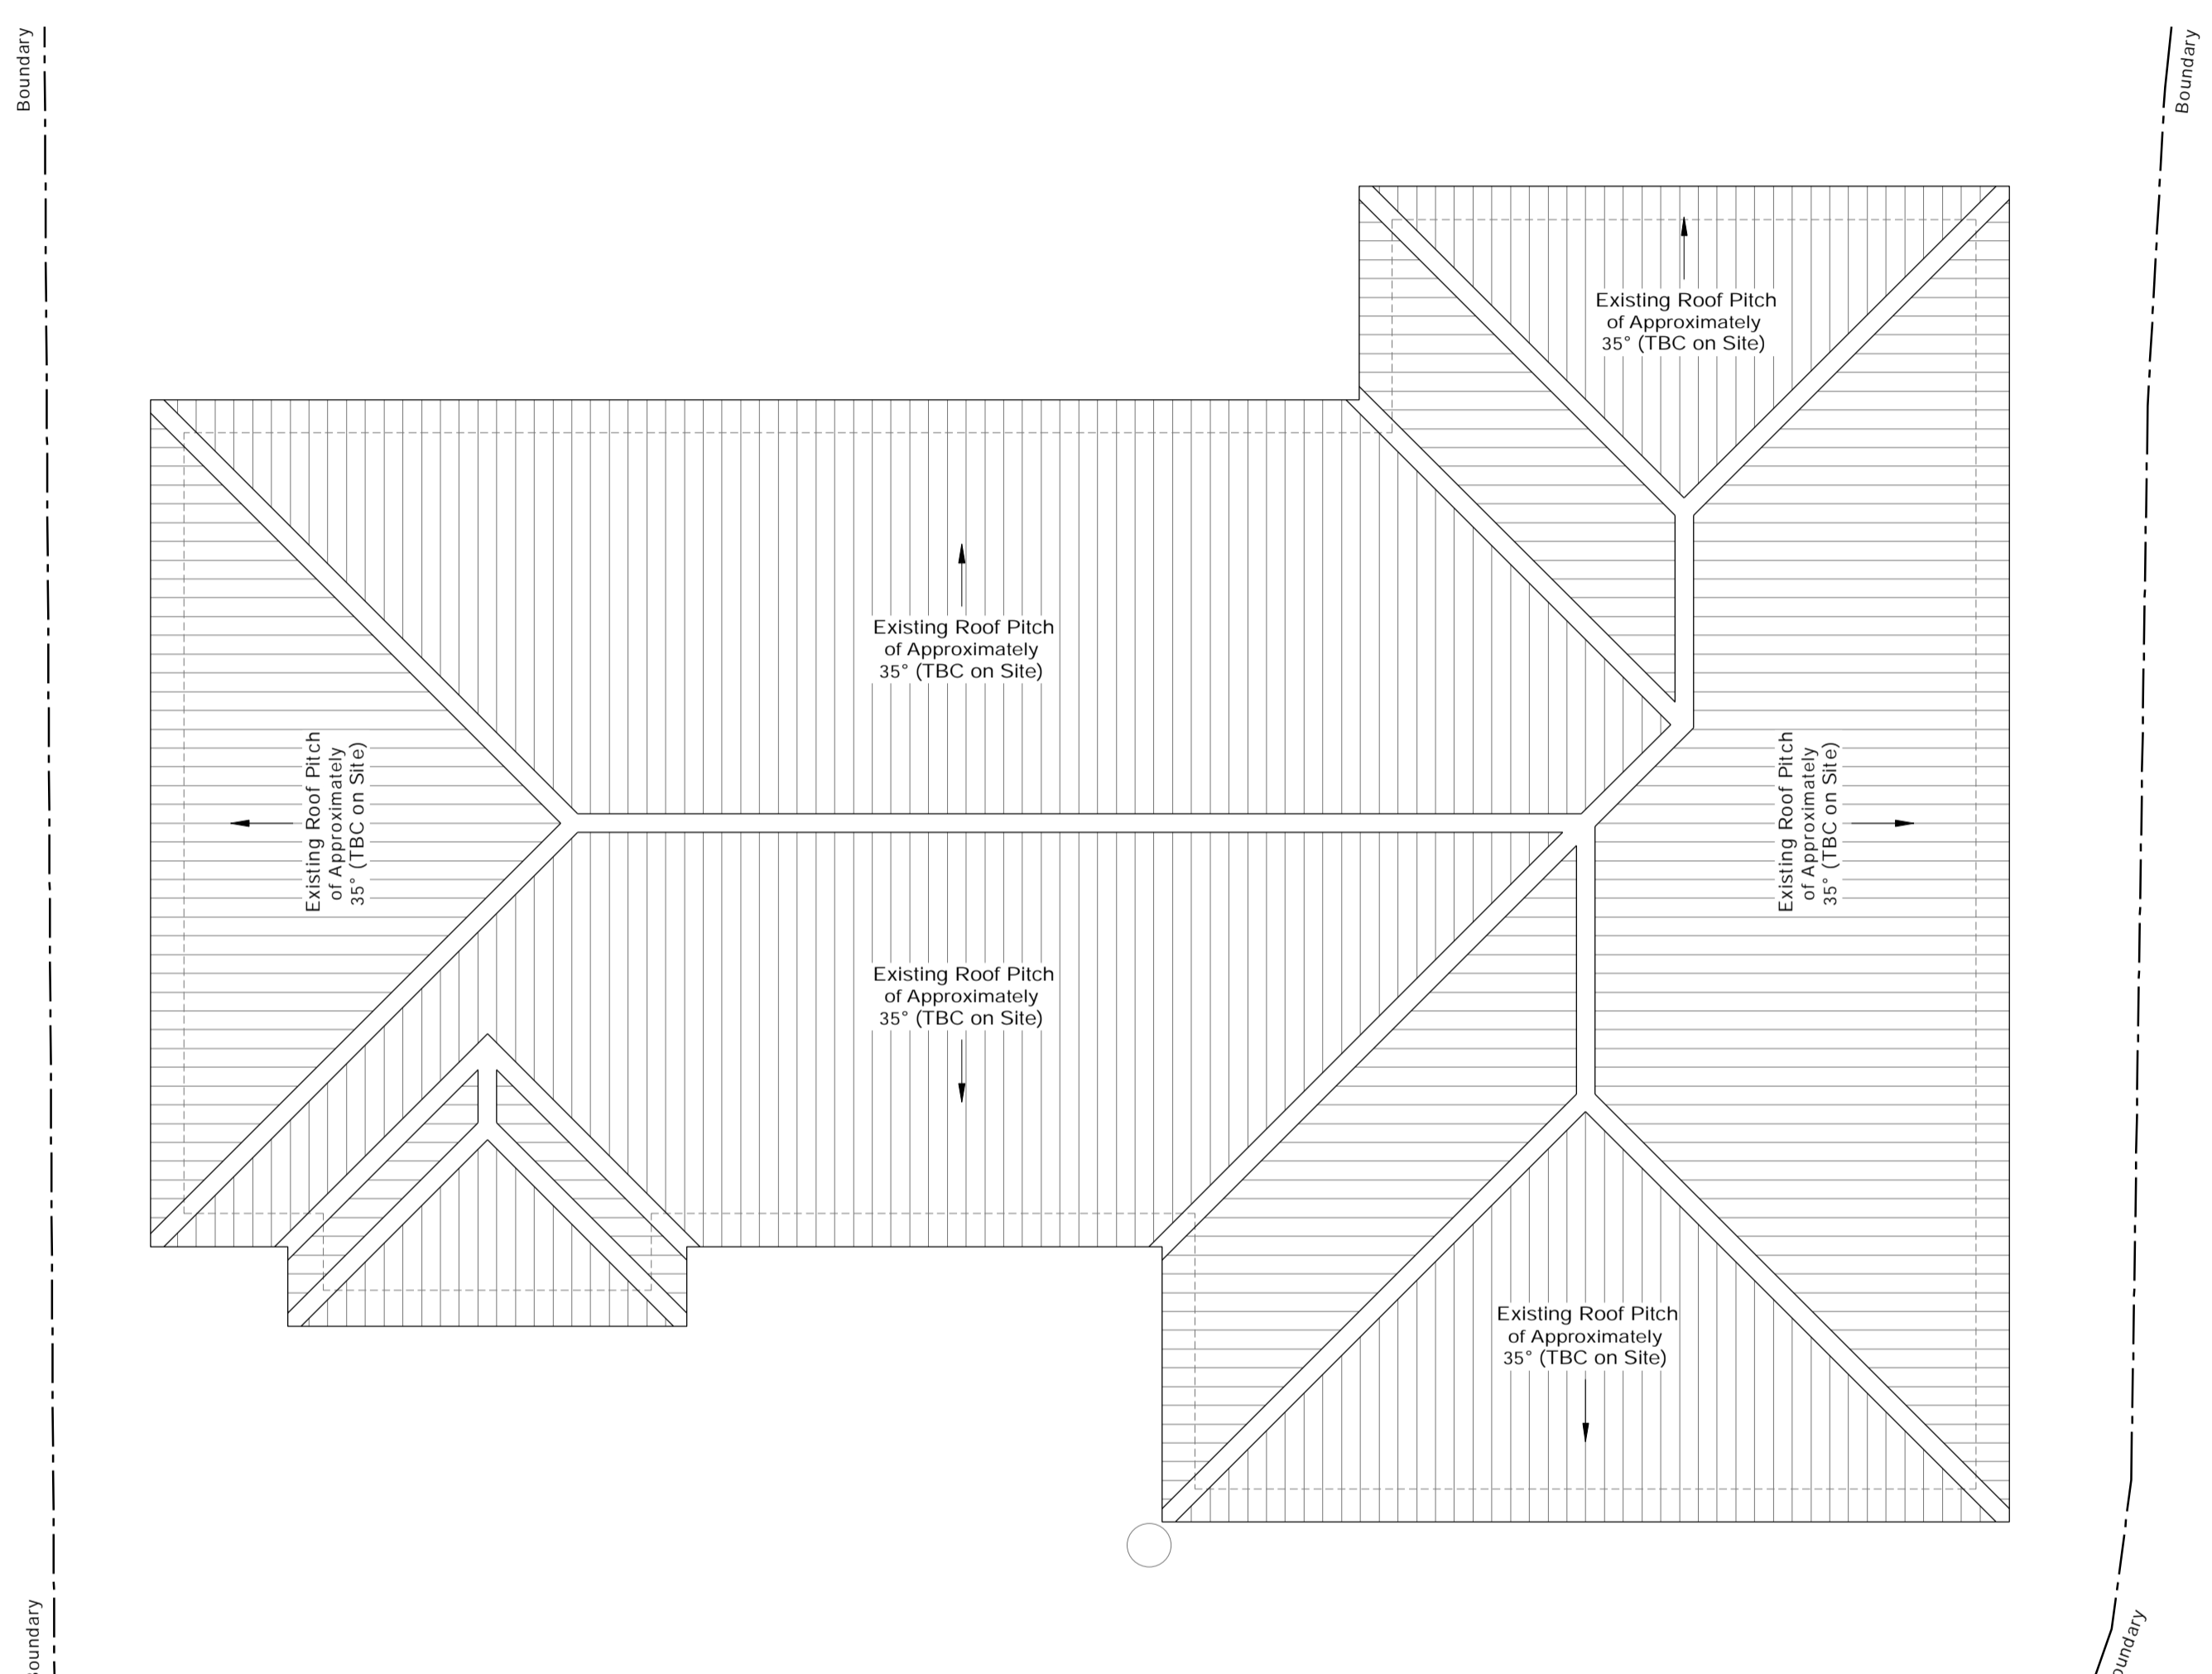 Boundary
Boundary
Existing Roof Pitch
of Approximately
35° (TBC on Site)
Existing Roof Pitch
of Approximately
35° (TBC on Site)
Existing Roof Pitch
of Approximately
35° (TBC on Site)
Existing Roof Pitch
of Approximately
35° (TBC on Site)
Existing Roof Pitch
of Approximately
35° (TBC on Site)
Existing Roof Pitch
of Approximately
35° (TBC on Site)
oundary
oundary